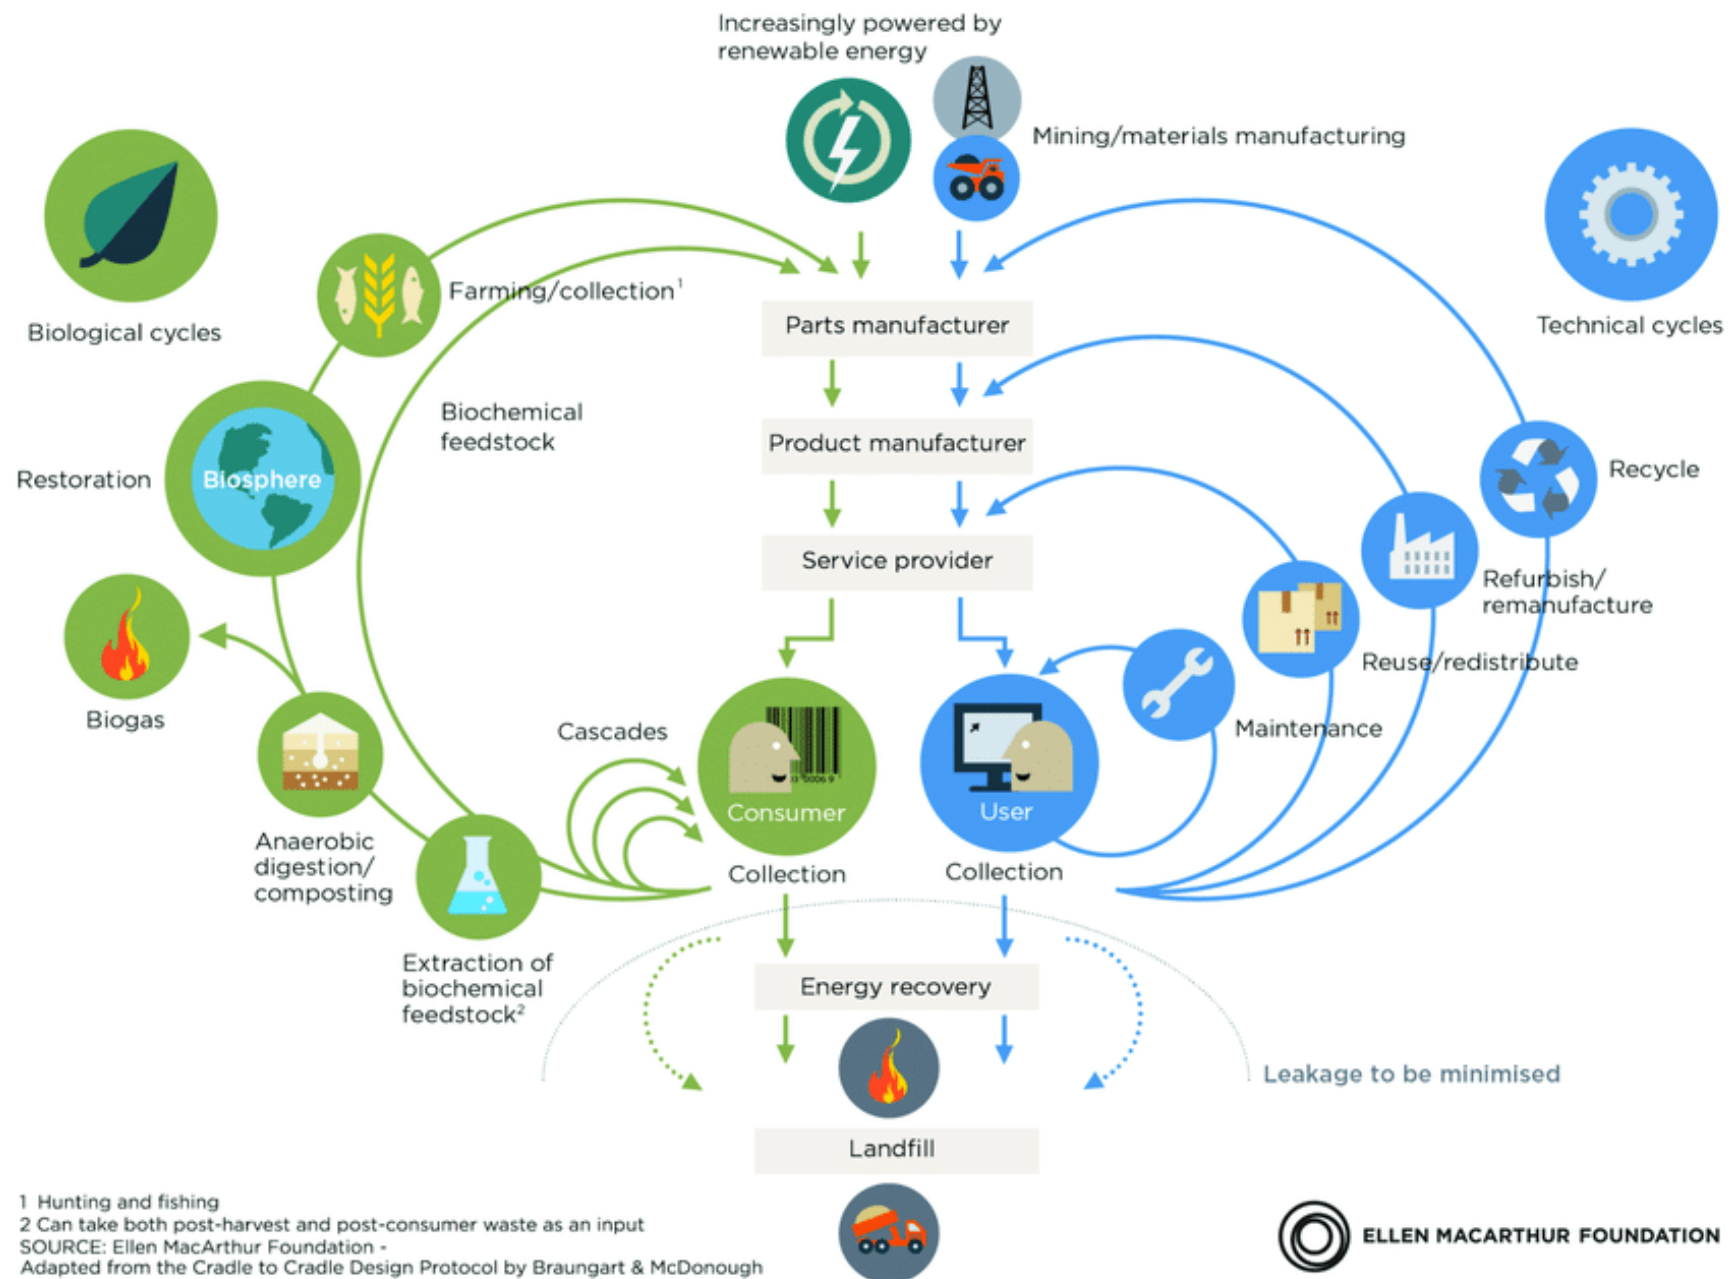 Increasingly powered by
renewable energy
Mining/materials manufacturing
Biological cycles
Technical cycles
Farming/collection¹
Parts manufacturer
Biochemical
feedstock
Product manufacturer
Restoration
Biosphere
Recycle
Service provider
Refurbish/
remanufacture
Reuse/redistribute
Biogas
Cascades
Maintenance
Consumer
User
Anaerobic
digestion/
composting
Collection
Collection
Extraction of
biochemical
feedstock²
Energy recovery
Leakage to be minimised
Landfill
1 Hunting and fishing
2 Can take both post-harvest and post-consumer waste as an input
SOURCE: Ellen MacArthur Foundation -
Adapted from the Cradle to Cradle Design Protocol by Braungart & McDonough
ELLEN MACARTHUR FOUNDATION